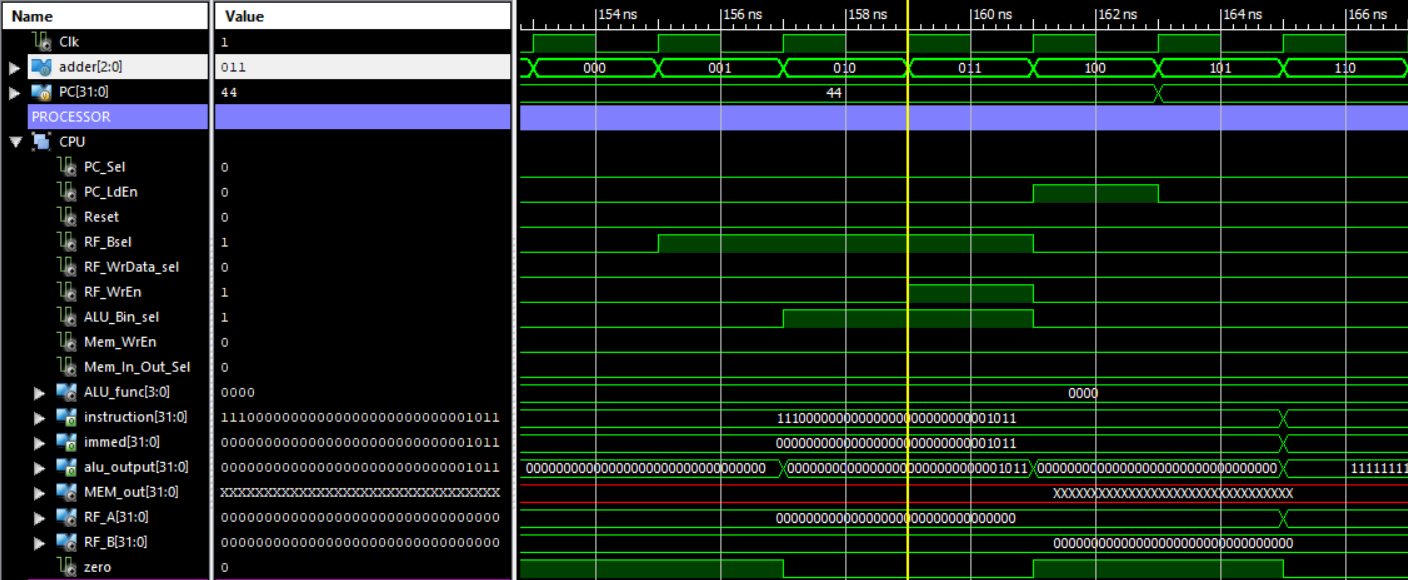 Name Value 154 ns 156 ns 158 ns 160 ns 162 ns 164 ns 166 ns
Clk 1
adder[2:0] 011 000 001 010 011 100 101 110
PC[31:0] 44 44
PROCESSOR
CPU
PC_Sel 0
PC_LdEn 0
Reset 0
RF_Bsel 1
RF_WrData_sel 0
RF_WrEn 1
ALU_Bin_sel 1
Mem_WrEn 0
Mem_In_Out_Sel 0
ALU_func[3:0] 0000 0000
instruction[31:0] 11100000000000000000000000001011 11100000000000000000000000001011
immed[31:0] 00000000000000000000000000001011 00000000000000000000000000001011
alu_output[31:0] 00000000000000000000000000001011 00000000000000000000000000000000 00000000000000000000000000001011 00000000000000000000000000000000 11111111
MEM_out[31:0] XXXXXXXXXXXXXXXXXXXXXXXXXXXXXXXX XXXXXXXXXXXXXXXXXXXXXXXXXXXXXXXX
RF_A[31:0] 00000000000000000000000000000000 00000000000000000000000000000000
RF_B[31:0] 00000000000000000000000000000000 00000000000000000000000000000000
zero 0